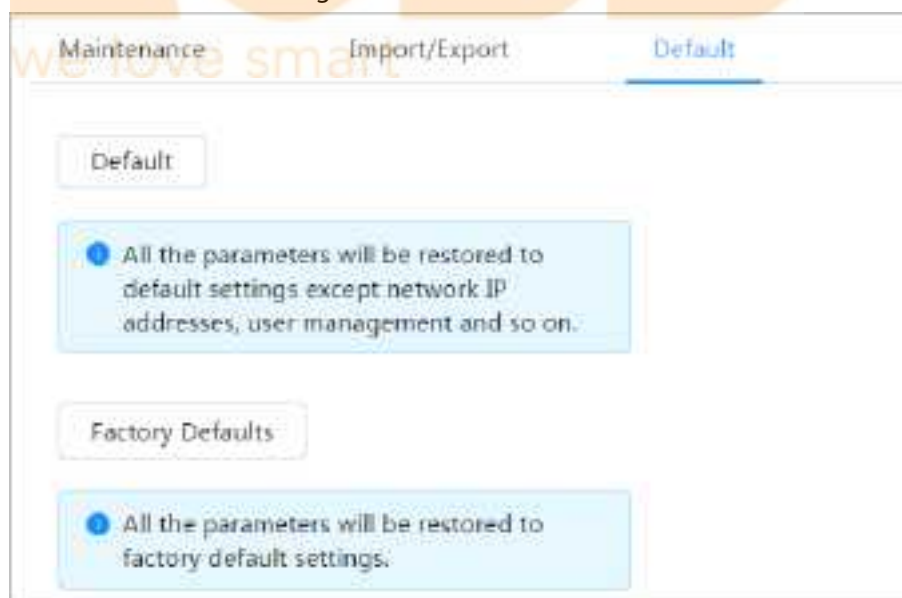 we love smart
Maintenance Import/Export Default
Default
All the parameters will be restored to
default settings except network IP
addresses, user management and so on.
Factory Defaults
All the parameters will be restored to
factory default settings.